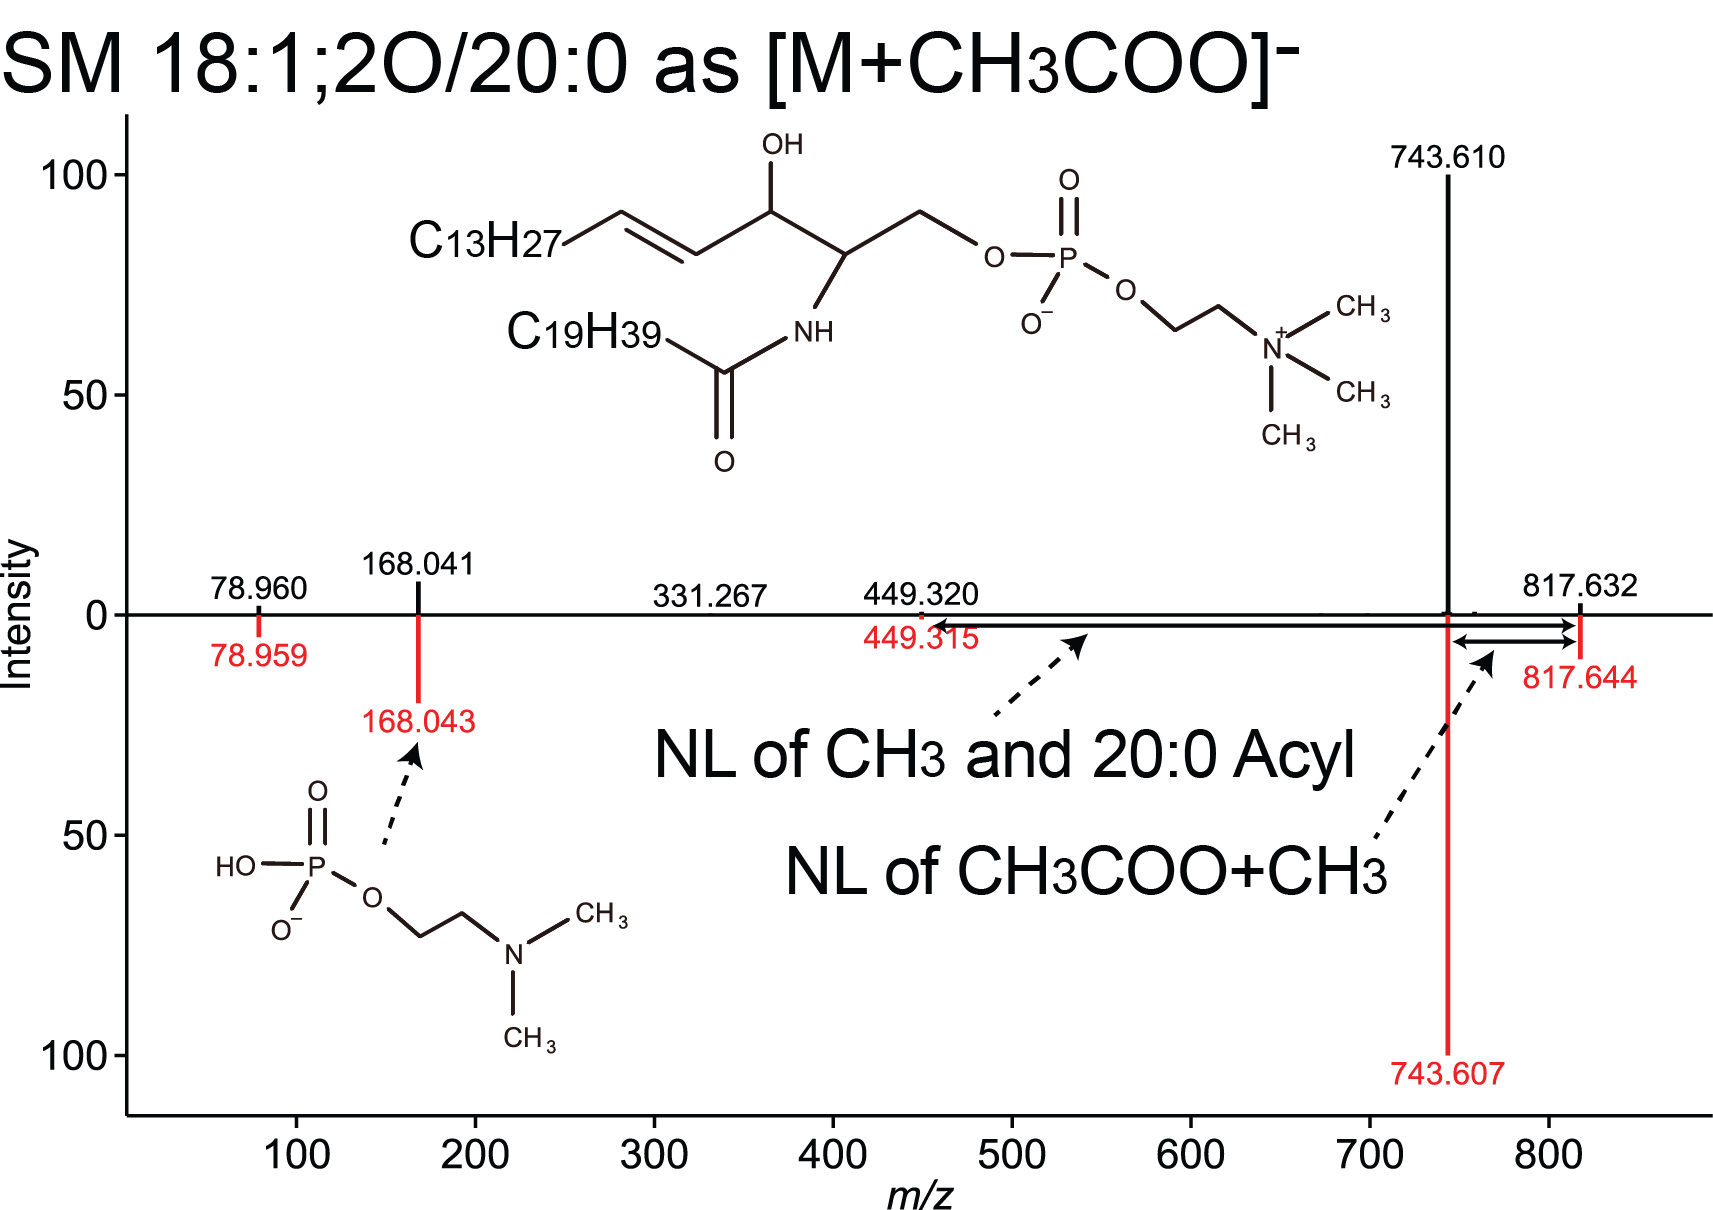 SM 18:1;2O/20:0 as [M+CH3COO]−
100
50
0
50
100
Intensity
OH
C13H27
C19H39
NH
O
O
P
O
O−
O
N+
CH3
CH3
CH3
743.610
78.960
168.041
331.267
449.320
817.632
78.959
168.043
449.315
817.644
743.607
NL of CH3 and 20:0 Acyl
NL of CH3COO+CH3
O
HO
P
O
O−
N
CH3
CH3
100 200 300 400 500 600 700 800
m/z